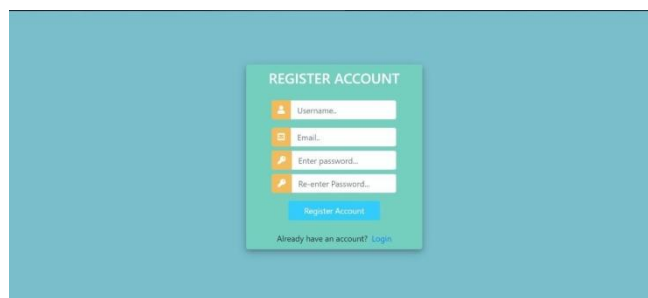 REGISTER ACCOUNT
Username..
Email..
Enter password...
Re-enter Password...
Register Account
Already have an account? Login